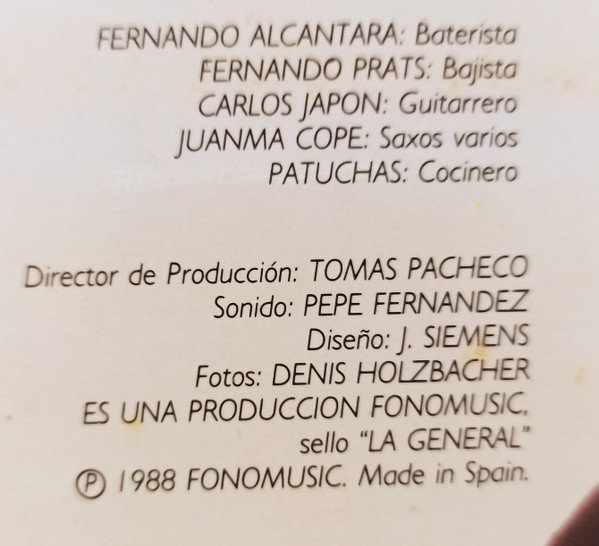 FERNANDO ALCANTARA: Baterista
FERNANDO PRATS: Bajista
CARLOS JAPON: Guitarrero
JUANMA COPE: Saxos varios
PATUCHAS: Cocinero
Director de Producción: TOMAS PACHECO
Sonido: PEPE FERNANDEZ
Diseño: J. SIEMENS
Fotos: DENIS HOLZBACHER
ES UNA PRODUCCION FONOMUSIC,
sello "LA GENERAL"
Ⓟ 1988 FONOMUSIC. Made in Spain.